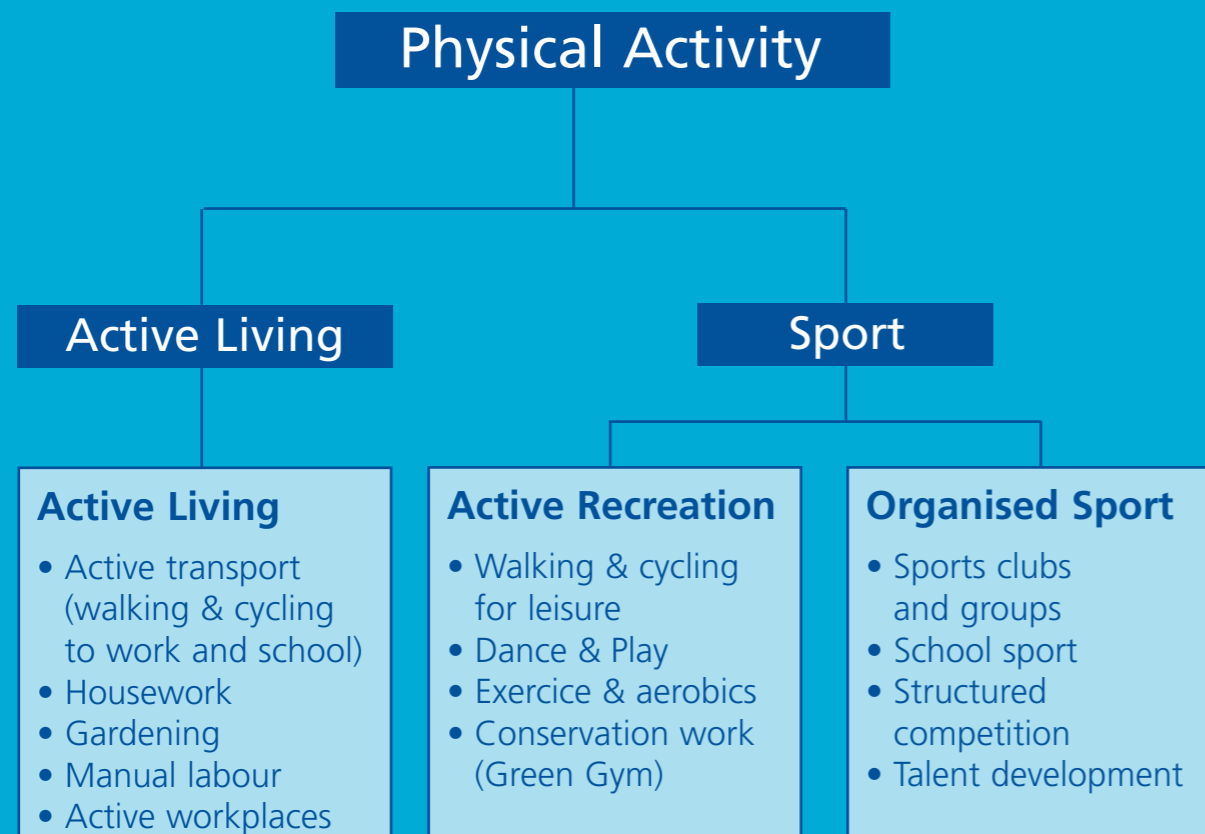 Physical Activity
Active Living
Sport
Active Living
• Active transport
(walking & cycling
to work and school)
• Housework
• Gardening
• Manual labour
• Active workplaces
Active Recreation
• Walking & cycling
for leisure
• Dance & Play
• Exercice & aerobics
• Conservation work
(Green Gym)
Organised Sport
• Sports clubs
and groups
• School sport
• Structured
competition
• Talent development